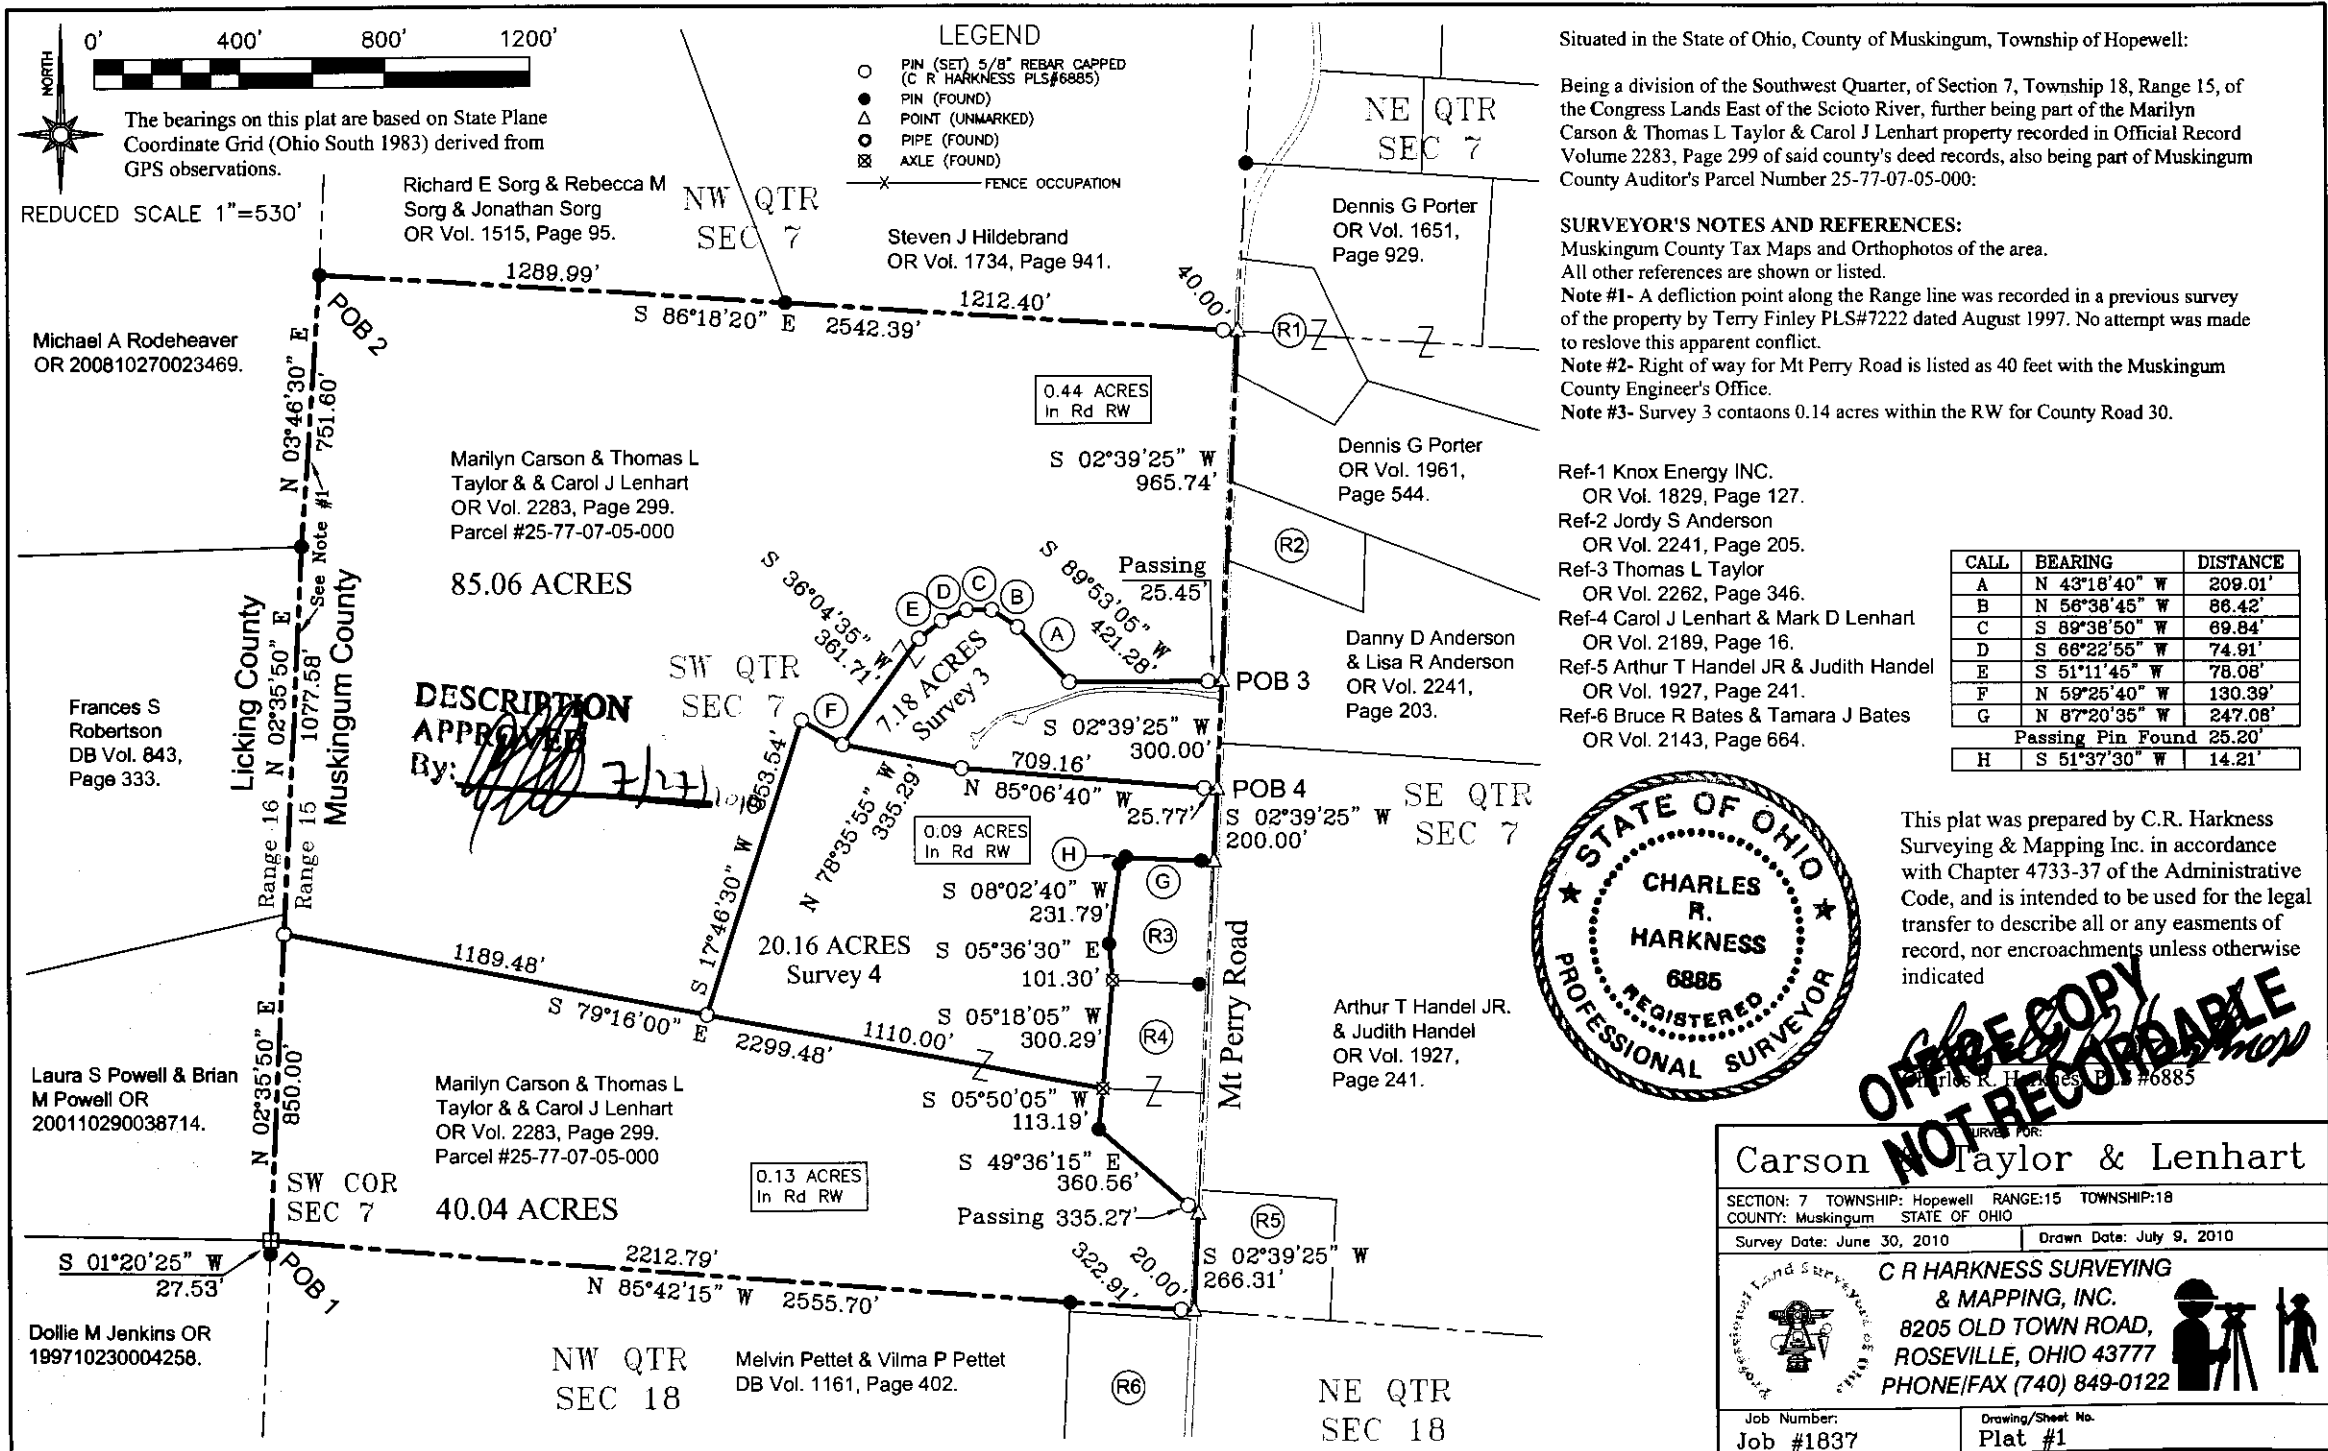 0' 400' 800' 1200'
NORTH
The bearings on this plat are based on State Plane
Coordinate Grid (Ohio South 1983) derived from
GPS observations.
REDUCED SCALE 1"=530'
LEGEND
PIN (SET) 5/8" REBAR CAPPED
(C R HARKNESS PLS#6885)
PIN (FOUND)
POINT (UNMARKED)
PIPE (FOUND)
AXLE (FOUND)
X FENCE OCCUPATION
Richard E Sorg & Rebecca M
Sorg & Jonathan Sorg
OR Vol. 1515, Page 95.
NW QTR
SEC 7
Steven J Hildebrand
OR Vol. 1734, Page 941.
NE QTR
SEC 7
Dennis G Porter
OR Vol. 1651,
Page 929.
1289.99'
1212.40'
S 86°18'20" E 2542.39'
40.00'
R1
POB 2
Michael A Rodeheaver
OR 200810270023469.
N 03°46'30" E
751.60'
See Note #1
0.44 ACRES
In Rd RW
S 02°39'25" W
965.74'
Dennis G Porter
OR Vol. 1961,
Page 544.
R2
Marilyn Carson & Thomas L
Taylor & & Carol J Lenhart
OR Vol. 2283, Page 299.
Parcel #25-77-07-05-000
85.06 ACRES
S 36°04'35" W
361.71'
E
D
C
B
A
S 89°53'05" W
421.28'
Passing
25.45'
POB 3
Danny D Anderson
& Lisa R Anderson
OR Vol. 2241,
Page 203.
Licking County
Muskingum County
N 02°35'50" E
1077.58'
Range 16
Range 15
Frances S
Robertson
DB Vol. 843,
Page 333.
SW QTR
SEC 7
DESCRIPTION
APPROVED
By:
7/27/
F
7.18 ACRES
Survey 3
S 02°39'25" W
300.00'
709.16'
N 85°06'40" W
25.77'
POB 4
S 02°39'25" W
200.00'
SE QTR
SEC 7
N 78°35'55" W
335.29'
S 17°46'30" W 853.54'
0.09 ACRES
In Rd RW
H
G
S 08°02'40" W
231.79'
R3
S 05°36'30" E
101.30'
20.16 ACRES
Survey 4
S 05°18'05" W
300.29'
R4
Mt Perry Road
Arthur T Handel JR.
& Judith Handel
OR Vol. 1927,
Page 241.
1189.48'
S 79°16'00" E 2299.48'
1110.00'
S 05°50'05" W
113.19'
S 49°36'15" E
360.56'
Passing 335.27'
Laura S Powell & Brian
M Powell OR
200110290038714.
N 02°35'50" E
850.00'
Marilyn Carson & Thomas L
Taylor & & Carol J Lenhart
OR Vol. 2283, Page 299.
Parcel #25-77-07-05-000
40.04 ACRES
0.13 ACRES
In Rd RW
SW COR
SEC 7
S 01°20'25" W
27.53'
POB 1
2212.79'
N 85°42'15" W 2555.70'
322.91'
20.00'
R5
S 02°39'25" W
266.31'
Dollie M Jenkins OR
199710230004258.
NW QTR
SEC 18
Melvin Pettet & Vilma P Pettet
DB Vol. 1161, Page 402.
R6
NE QTR
SEC 18
Situated in the State of Ohio, County of Muskingum, Township of Hopewell:
Being a division of the Southwest Quarter, of Section 7, Township 18, Range 15, of
the Congress Lands East of the Scioto River, further being part of the Marilyn
Carson & Thomas L Taylor & Carol J Lenhart property recorded in Official Record
Volume 2283, Page 299 of said county's deed records, also being part of Muskingum
County Auditor's Parcel Number 25-77-07-05-000:
SURVEYOR'S NOTES AND REFERENCES:
Muskingum County Tax Maps and Orthophotos of the area.
All other references are shown or listed.
Note #1- A defliction point along the Range line was recorded in a previous survey
of the property by Terry Finley PLS#7222 dated August 1997. No attempt was made
to reslove this apparent conflict.
Note #2- Right of way for Mt Perry Road is listed as 40 feet with the Muskingum
County Engineer's Office.
Note #3- Survey 3 contaons 0.14 acres within the RW for County Road 30.
Ref-1 Knox Energy INC.
OR Vol. 1829, Page 127.
Ref-2 Jordy S Anderson
OR Vol. 2241, Page 205.
Ref-3 Thomas L Taylor
OR Vol. 2262, Page 346.
Ref-4 Carol J Lenhart & Mark D Lenhart
OR Vol. 2189, Page 16.
Ref-5 Arthur T Handel JR & Judith Handel
OR Vol. 1927, Page 241.
Ref-6 Bruce R Bates & Tamara J Bates
OR Vol. 2143, Page 664.
CALL BEARING DISTANCE
A N 43°18'40" W 209.01'
B N 56°38'45" W 86.42'
C S 89°38'50" W 69.84'
D S 66°22'55" W 74.91'
E S 51°11'45" W 78.08'
F N 59°25'40" W 130.39'
G N 87°20'35" W 247.08'
Passing Pin Found 25.20'
H S 51°37'30" W 14.21'
STATE OF OHIO
CHARLES
R.
HARKNESS
6885
REGISTERED
PROFESSIONAL SURVEYOR
This plat was prepared by C.R. Harkness
Surveying & Mapping Inc. in accordance
with Chapter 4733-37 of the Administrative
Code, and is intended to be used for the legal
transfer to describe all or any easments of
record, nor encroachments unless otherwise
indicated
OFFICE COPY
NOT RECORDABLE
Charles R. Harkness PLS #6885
SURVEY FOR:
Carson & Taylor & Lenhart
SECTION: 7 TOWNSHIP: Hopewell RANGE:15 TOWNSHIP:18
COUNTY: Muskingum STATE OF OHIO
Survey Date: June 30, 2010 Drawn Date: July 9, 2010
Professional Land Surveyors of Ohio
C R HARKNESS SURVEYING
& MAPPING, INC.
8205 OLD TOWN ROAD,
ROSEVILLE, OHIO 43777
PHONE/FAX (740) 849-0122
Job Number:
Job #1837
Drawing/Sheet No.
Plat #1